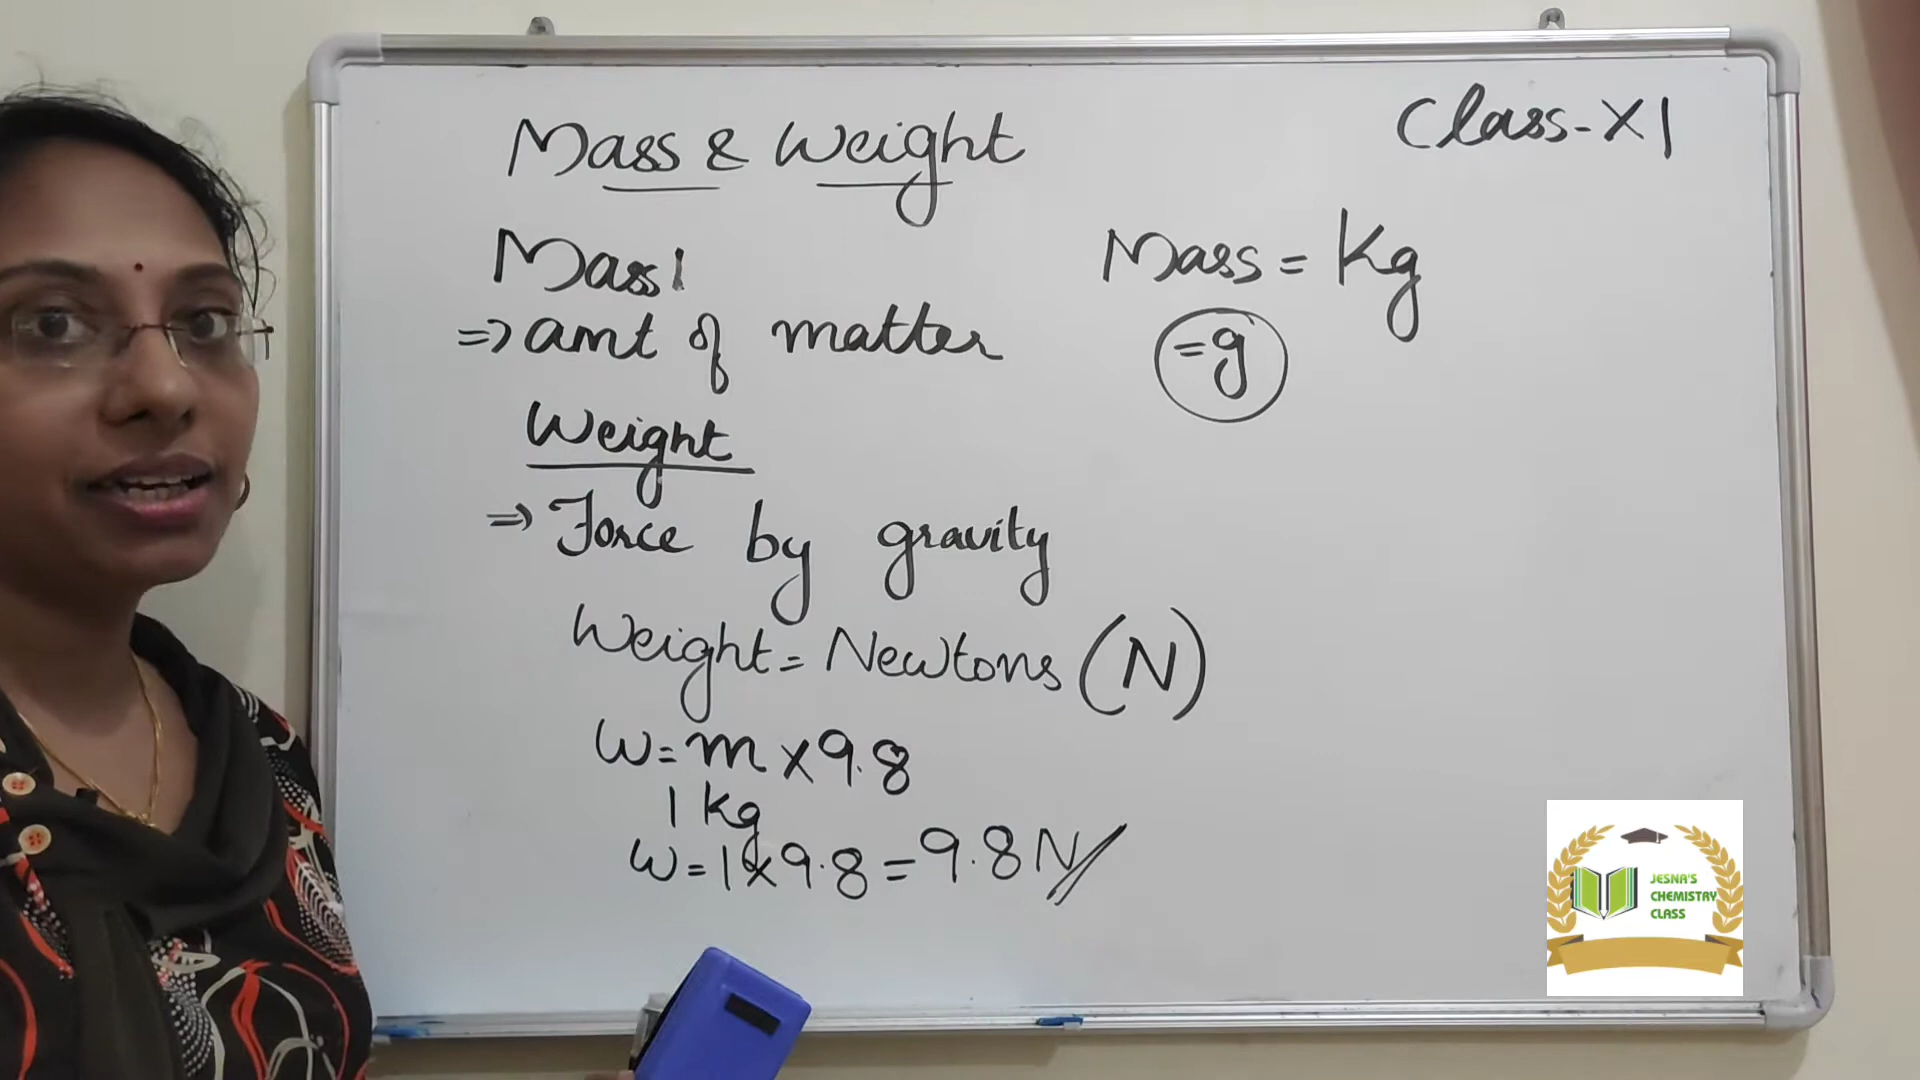 Mass & Weight
Class-XI
Mass
Mass = Kg
= g
⇒ amt of matter
Weight
⇒ Force by gravity
Weight = Newtons (N)
W = m x 9.8
1 Kg
W = 1 x 9.8 = 9.8 N
JESNA'S
CHEMISTRY
CLASS